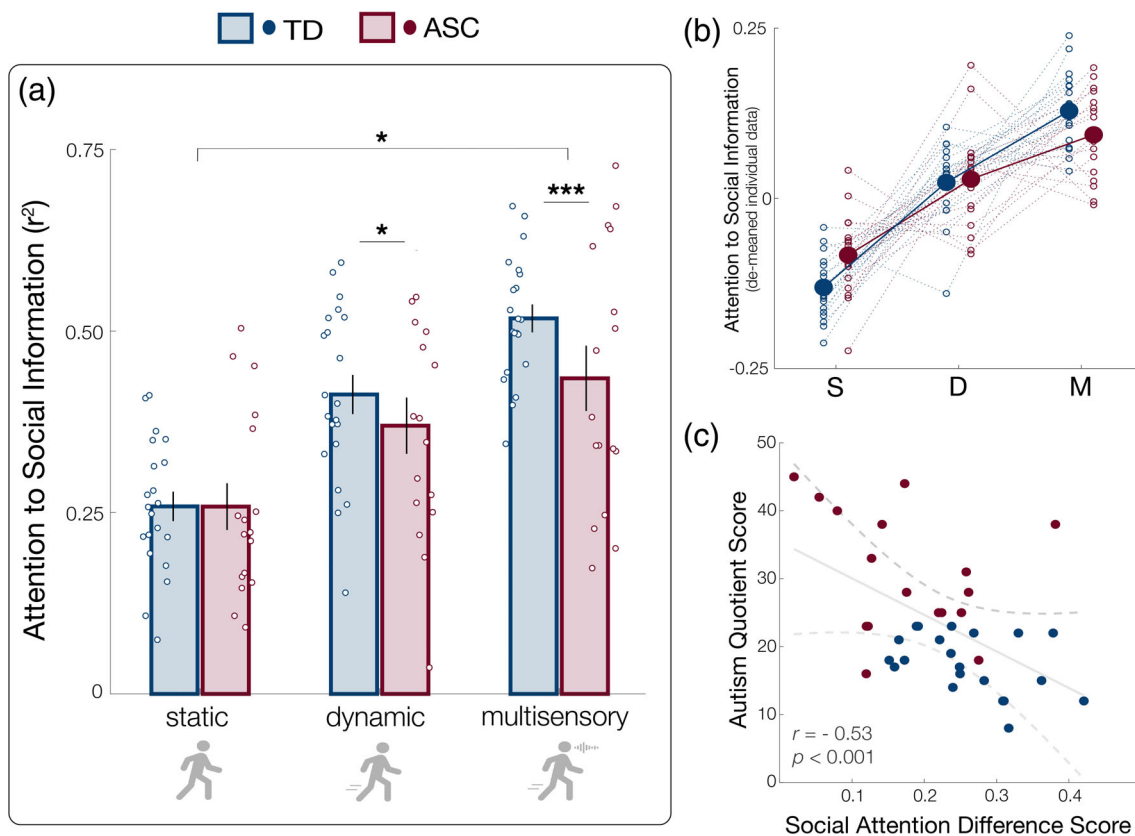 TD ASC
(a)
Attention to Social Information (r²)
0.75
0.50
0.25
0
*
*
***
static dynamic multisensory
(b)
Attention to Social Information
(de-meaned individual data)
0.25
0
-0.25
S D M
(c)
Autism Quotient Score
50
40
30
20
10
0
r = - 0.53
p < 0.001
0.1 0.2 0.3 0.4
Social Attention Difference Score